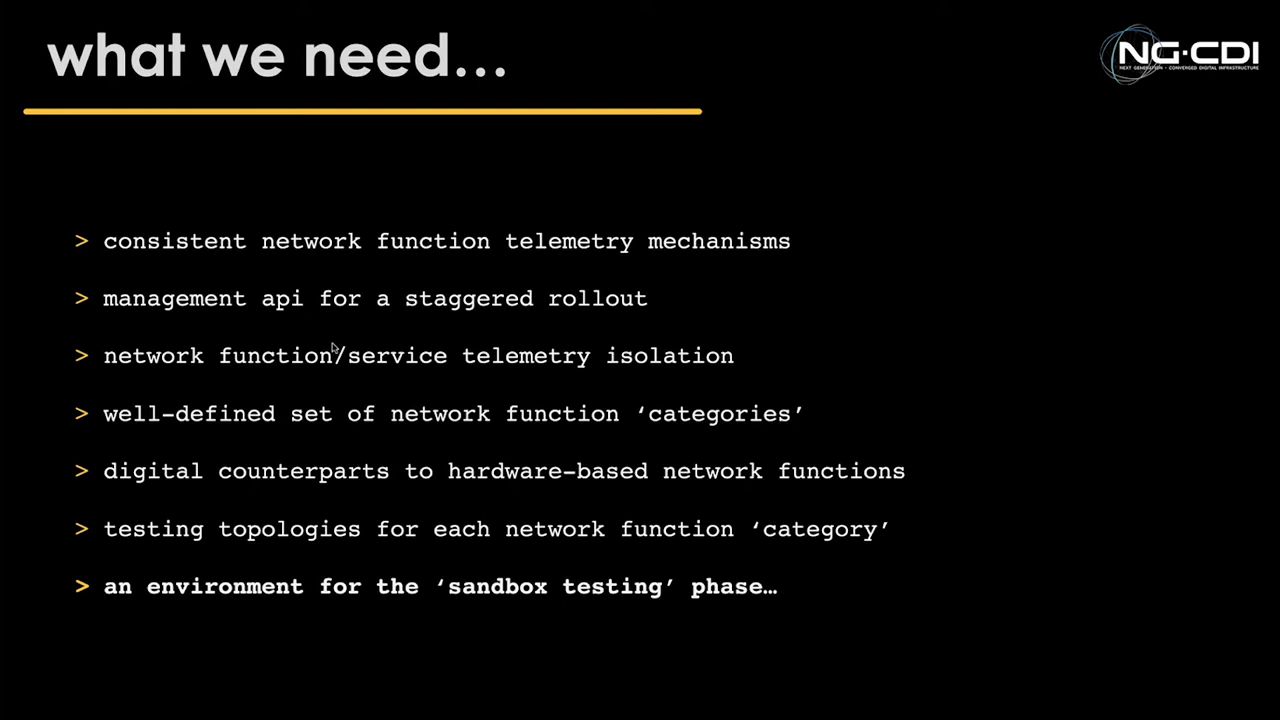 what we need...
NG-CDI
NEXT GENERATION - CONVERGED DIGITAL INFRASTRUCTURE
> consistent network function telemetry mechanisms
> management api for a staggered rollout
> network function/service telemetry isolation
> well-defined set of network function ‘categories’
> digital counterparts to hardware-based network functions
> testing topologies for each network function ‘category’
> an environment for the ‘sandbox testing’ phase…